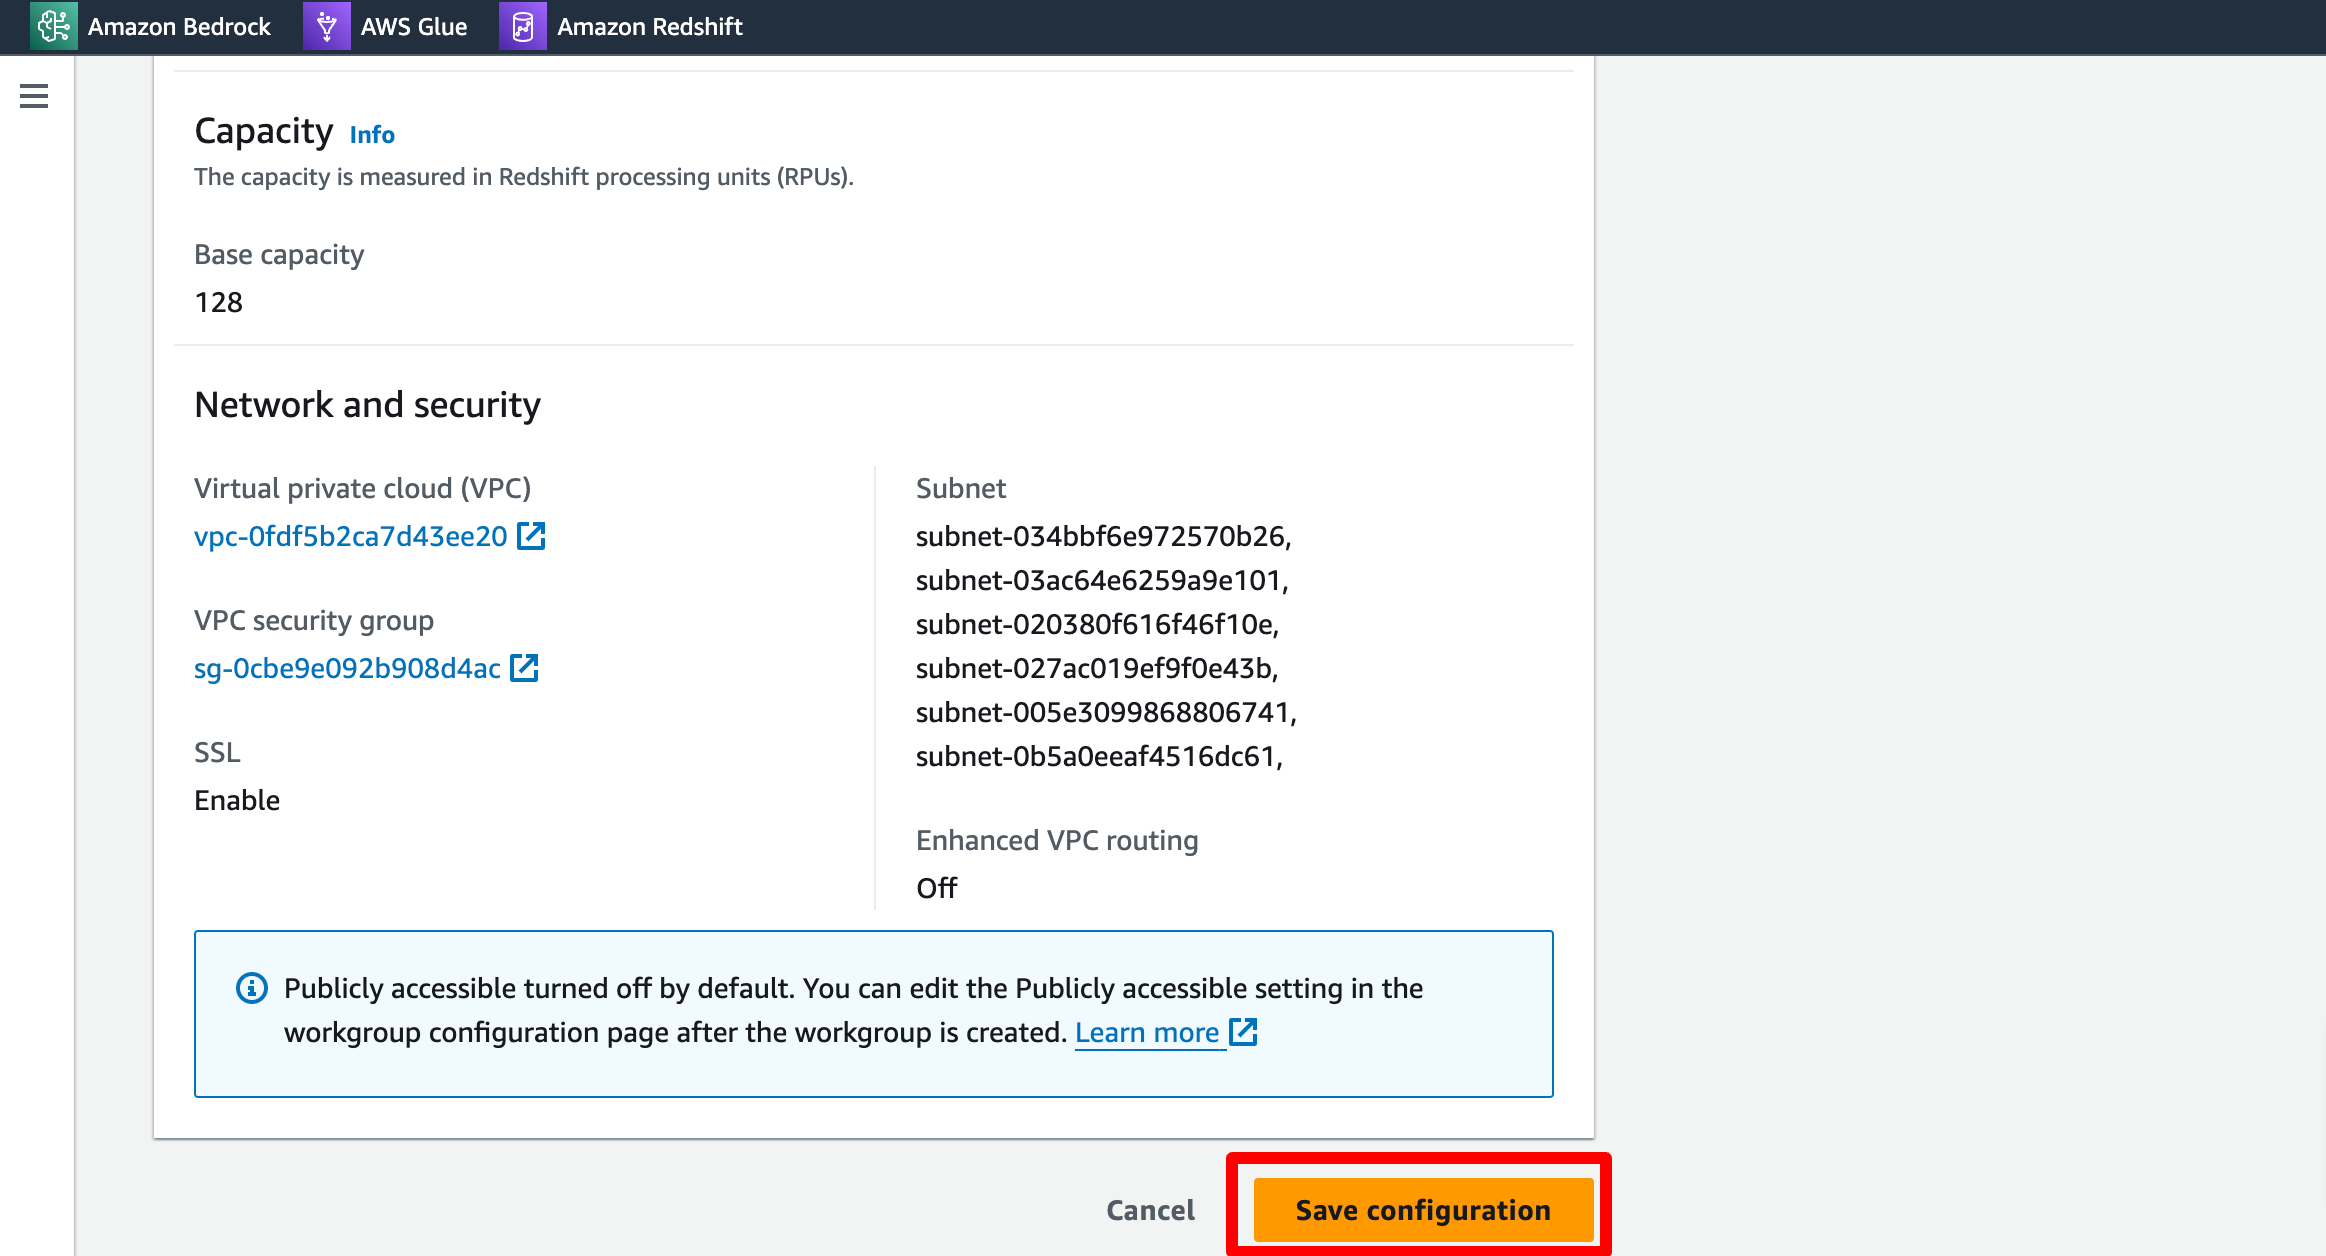 Amazon Bedrock AWS Glue Amazon Redshift
Capacity Info
The capacity is measured in Redshift processing units (RPUs).
Base capacity
128
Network and security
Virtual private cloud (VPC)
vpc-0fdf5b2ca7d43ee20
VPC security group
sg-0cbe9e092b908d4ac
SSL
Enable
Subnet
subnet-034bbf6e972570b26,
subnet-03ac64e6259a9e101,
subnet-020380f616f46f10e,
subnet-027ac019ef9f0e43b,
subnet-005e3099868806741,
subnet-0b5a0eeaf4516dc61,
Enhanced VPC routing
Off
Publicly accessible turned off by default. You can edit the Publicly accessible setting in the
workgroup configuration page after the workgroup is created. Learn more
Cancel Save configuration